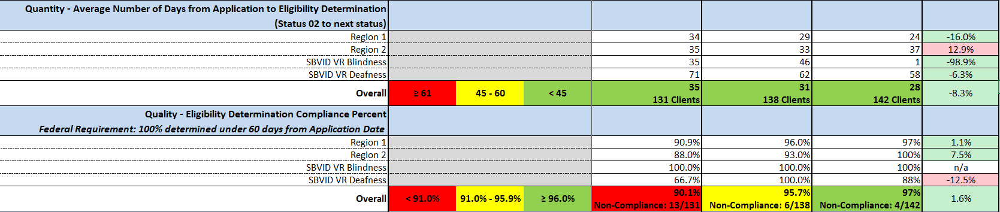 Quantity - Average Number of Days from Application to Eligibility Determination
(Status 02 to next status)
Region 1 34 29 24 -16.0%
Region 2 35 33 37 12.9%
SBVID VR Blindness 35 46 1 -98.9%
SBVID VR Deafness 71 62 58 -6.3%
Overall ≥ 61 45 - 60 < 45 35 31 28 -8.3%
131 Clients 138 Clients 142 Clients
Quality - Eligibility Determination Compliance Percent
Federal Requirement: 100% determined under 60 days from Application Date
Region 1 90.9% 96.0% 97% 1.1%
Region 2 88.0% 93.0% 100% 7.5%
SBVID VR Blindness 100.0% 100.0% 100% n/a
SBVID VR Deafness 66.7% 100.0% 88% -12.5%
Overall < 91.0% 91.0% - 95.9% ≥ 96.0% 90.1% 95.7% 97% 1.6%
Non-Compliance: 13/131 Non-Compliance: 6/138 Non-Compliance: 4/142